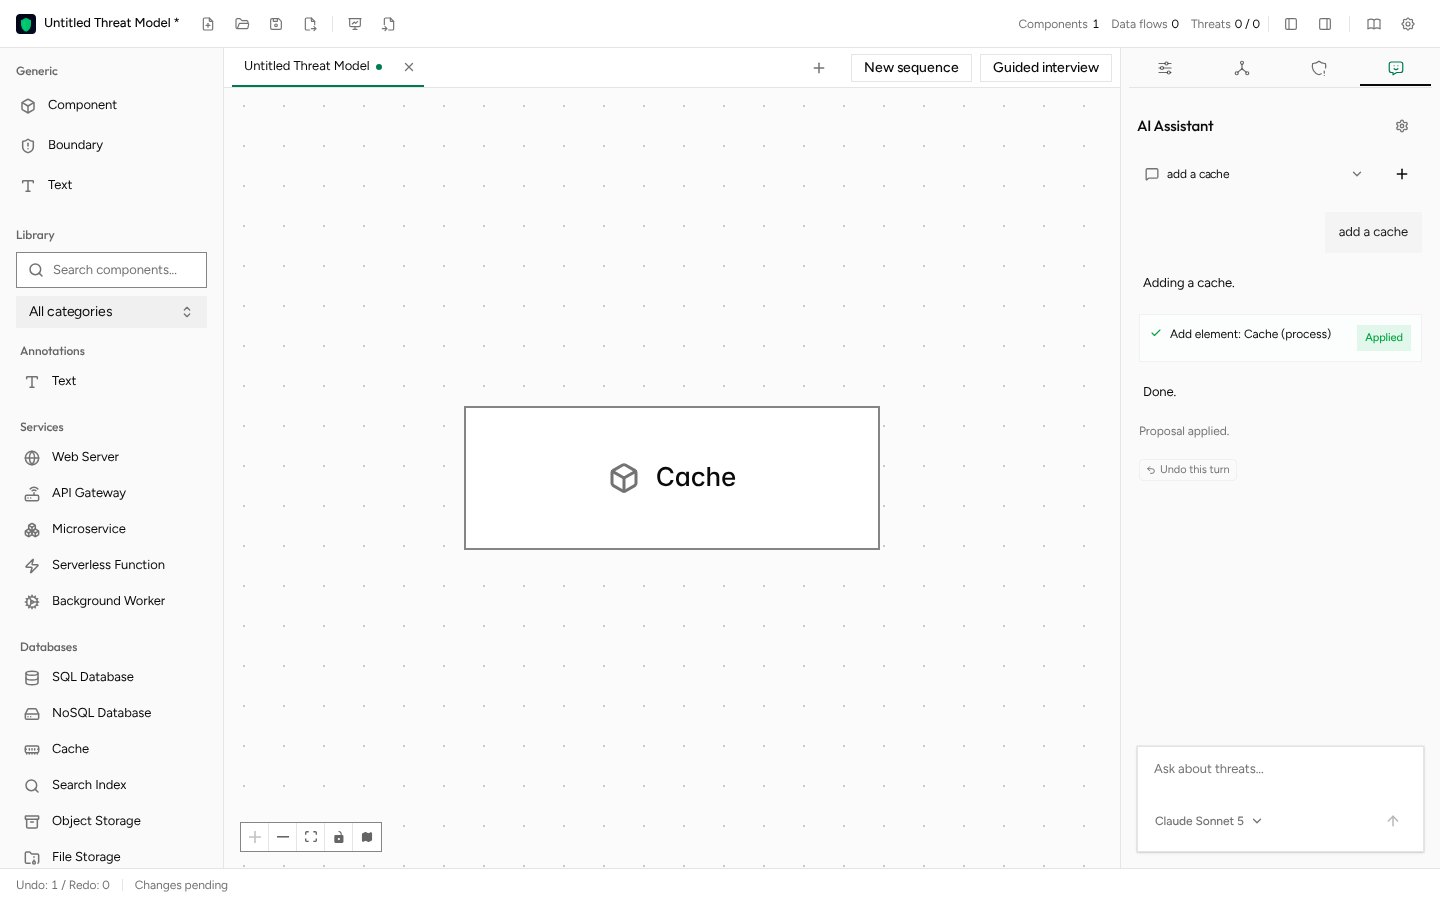 Untitled Threat Model *
Components 1 Data flows 0 Threats 0 / 0
Generic
Component
Boundary
Text
Library
Search components...
All categories
Annotations
Text
Services
Web Server
API Gateway
Microservice
Serverless Function
Background Worker
Databases
SQL Database
NoSQL Database
Cache
Search Index
Object Storage
File Storage
Untitled Threat Model
New sequence
Guided interview
Cache
AI Assistant
add a cache
add a cache
Adding a cache.
Add element: Cache (process)
Applied
Done.
Proposal applied.
Undo this turn
Ask about threats...
Claude Sonnet 5
Undo: 1 / Redo: 0
Changes pending